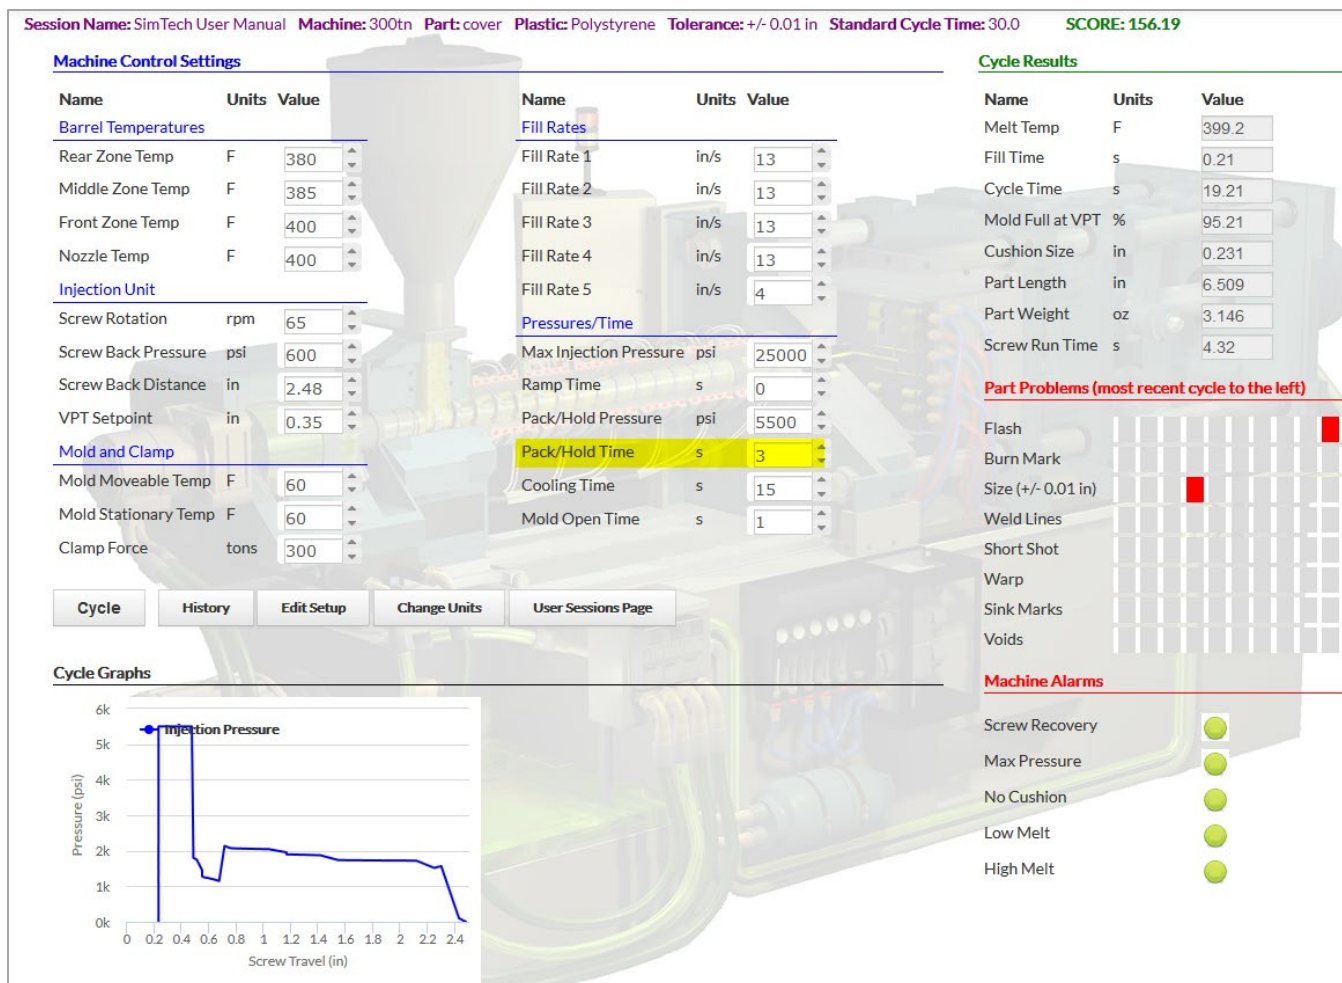 Session Name: SimTech User Manual Machine: 300tn Part: cover Plastic: Polystyrene Tolerance: +/- 0.01 in Standard Cycle Time: 30.0 SCORE: 156.19
Machine Control Settings
Name Units Value
Barrel Temperatures
Rear Zone Temp F 380
Middle Zone Temp F 385
Front Zone Temp F 400
Nozzle Temp F 400
Injection Unit
Screw Rotation rpm 65
Screw Back Pressure psi 600
Screw Back Distance in 2.48
VPT Setpoint in 0.35
Mold and Clamp
Mold Moveable Temp F 60
Mold Stationary Temp F 60
Clamp Force tons 300
Name Units Value
Fill Rates
Fill Rate 1 in/s 13
Fill Rate 2 in/s 13
Fill Rate 3 in/s 13
Fill Rate 4 in/s 13
Fill Rate 5 in/s 4
Pressures/Time
Max Injection Pressure psi 25000
Ramp Time s 0
Pack/Hold Pressure psi 5500
Pack/Hold Time s 3
Cooling Time s 15
Mold Open Time s 1
Cycle History Edit Setup Change Units User Sessions Page
Cycle Graphs
Injection Pressure
6k
5k
4k
3k
2k
1k
0k
Pressure (psi)
0 0.2 0.4 0.6 0.8 1 1.2 1.4 1.6 1.8 2 2.2 2.4
Screw Travel (in)
Cycle Results
Name Units Value
Melt Temp F 399.2
Fill Time s 0.21
Cycle Time s 19.21
Mold Full at VPT % 95.21
Cushion Size in 0.231
Part Length in 6.509
Part Weight oz 3.146
Screw Run Time s 4.32
Part Problems (most recent cycle to the left)
Flash
Burn Mark
Size (+/- 0.01 in)
Weld Lines
Short Shot
Warp
Sink Marks
Voids
Machine Alarms
Screw Recovery
Max Pressure
No Cushion
Low Melt
High Melt